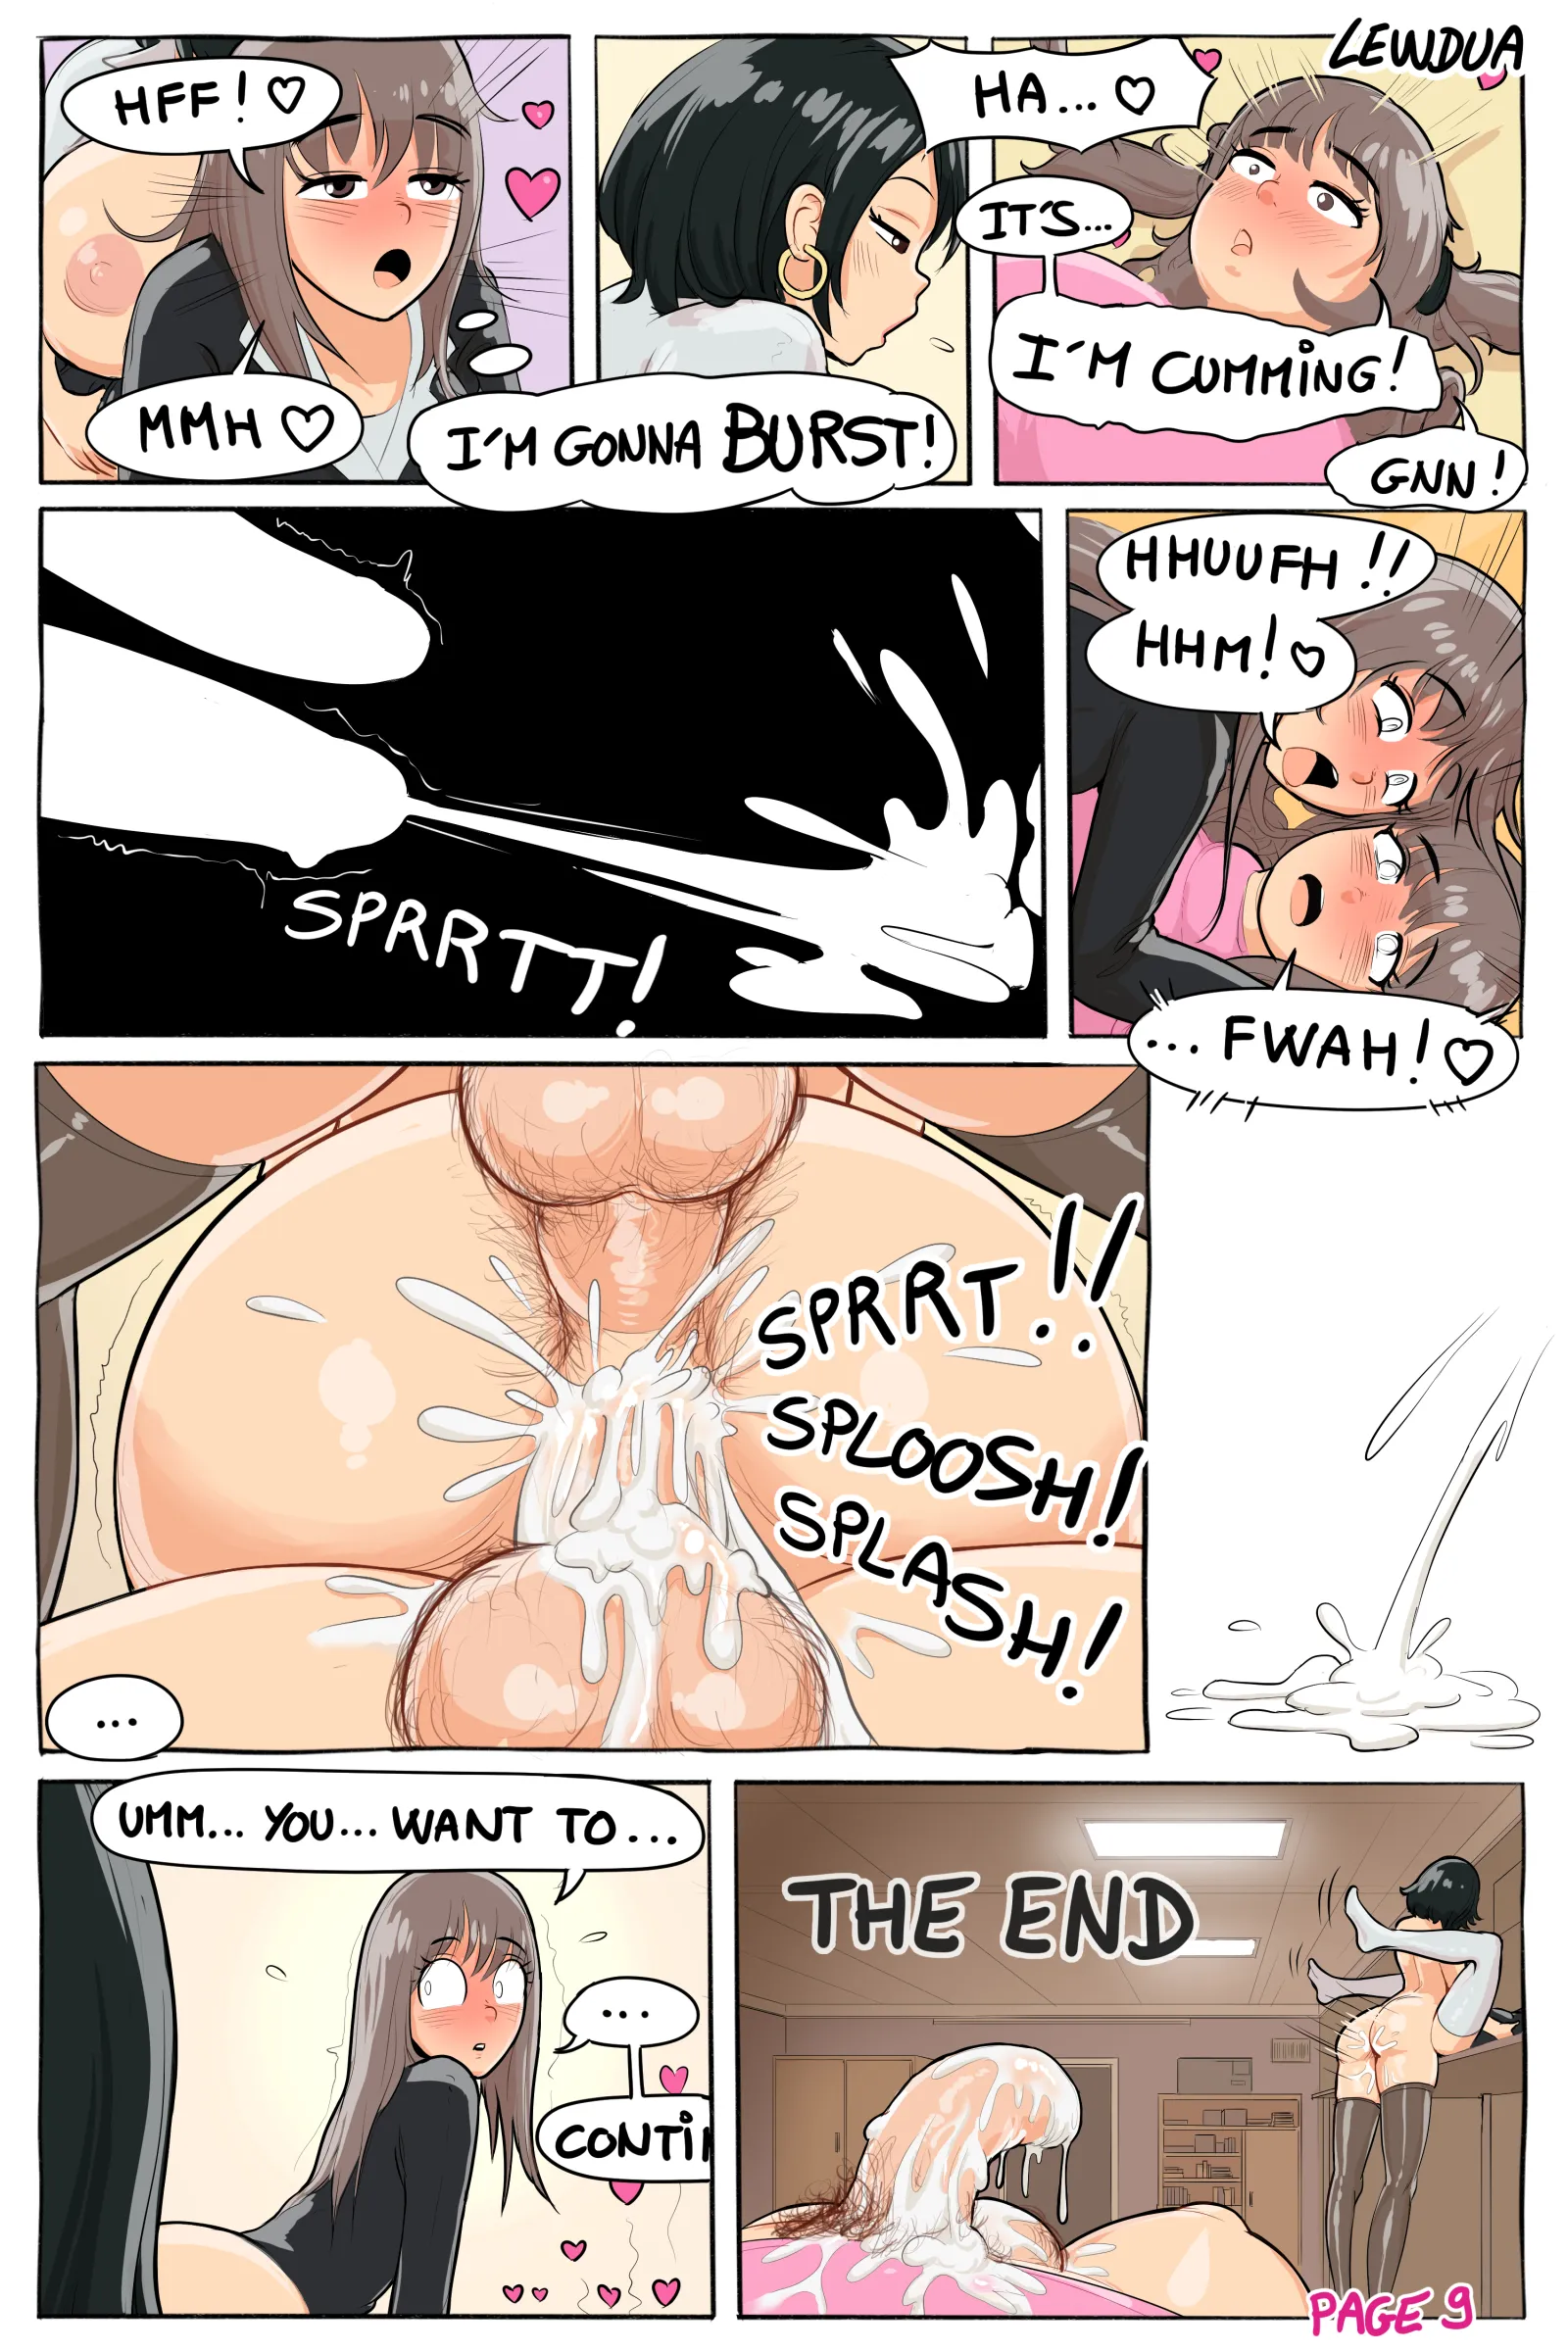 LEWDUA
HFF! ♡
MMH ♡
I'M GONNA BURST!
HA... ♡
IT'S...
I'M CUMMING!
GNN!
SPRRTT!
HHUUFH!!
HHM! ♡
...FWAH! ♡
SPRRT!!
SPLOOSH!
SPLASH!
...
UMM... YOU... WANT TO...
...
CONTIN
THE END
PAGE 9